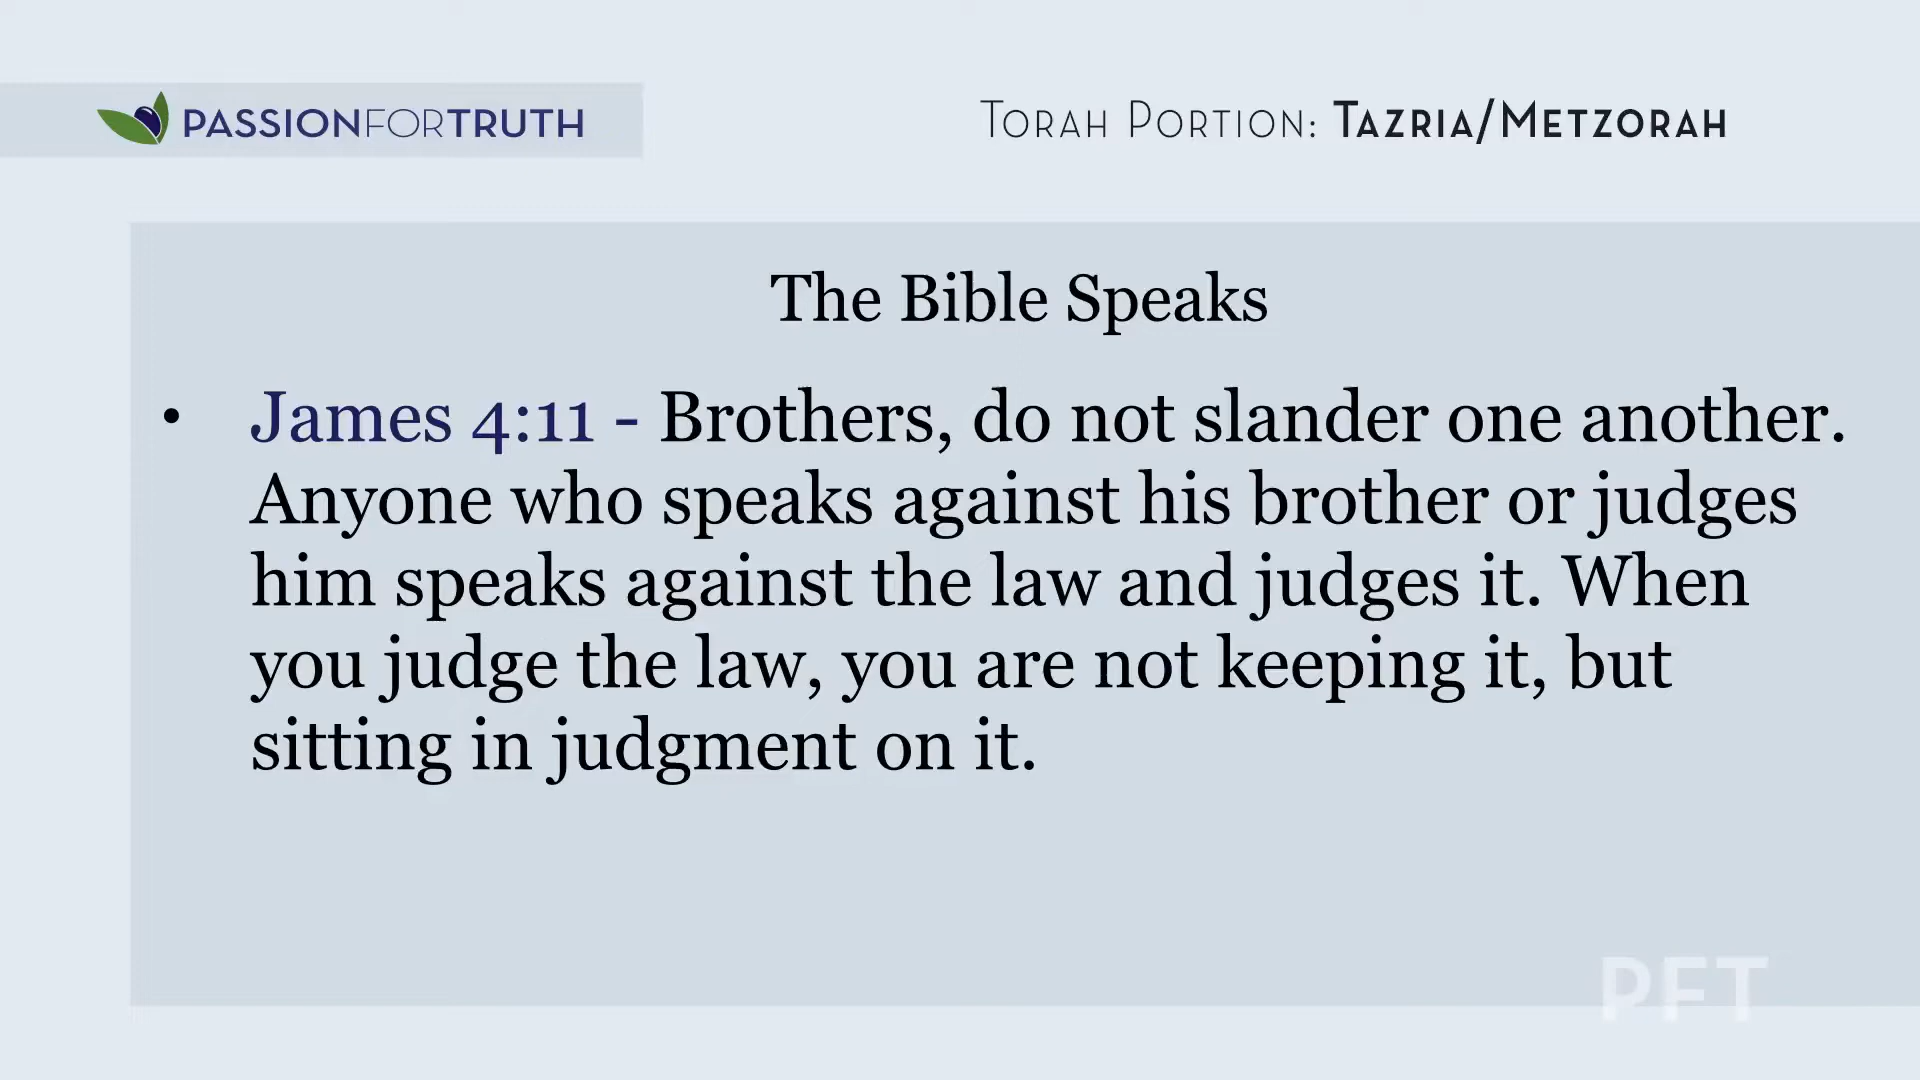 PASSIONFORTRUTH
TORAH PORTION: TAZRIA/METZORAH
The Bible Speaks
• James 4:11 - Brothers, do not slander one another.
Anyone who speaks against his brother or judges
him speaks against the law and judges it. When
you judge the law, you are not keeping it, but
sitting in judgment on it.
PFT